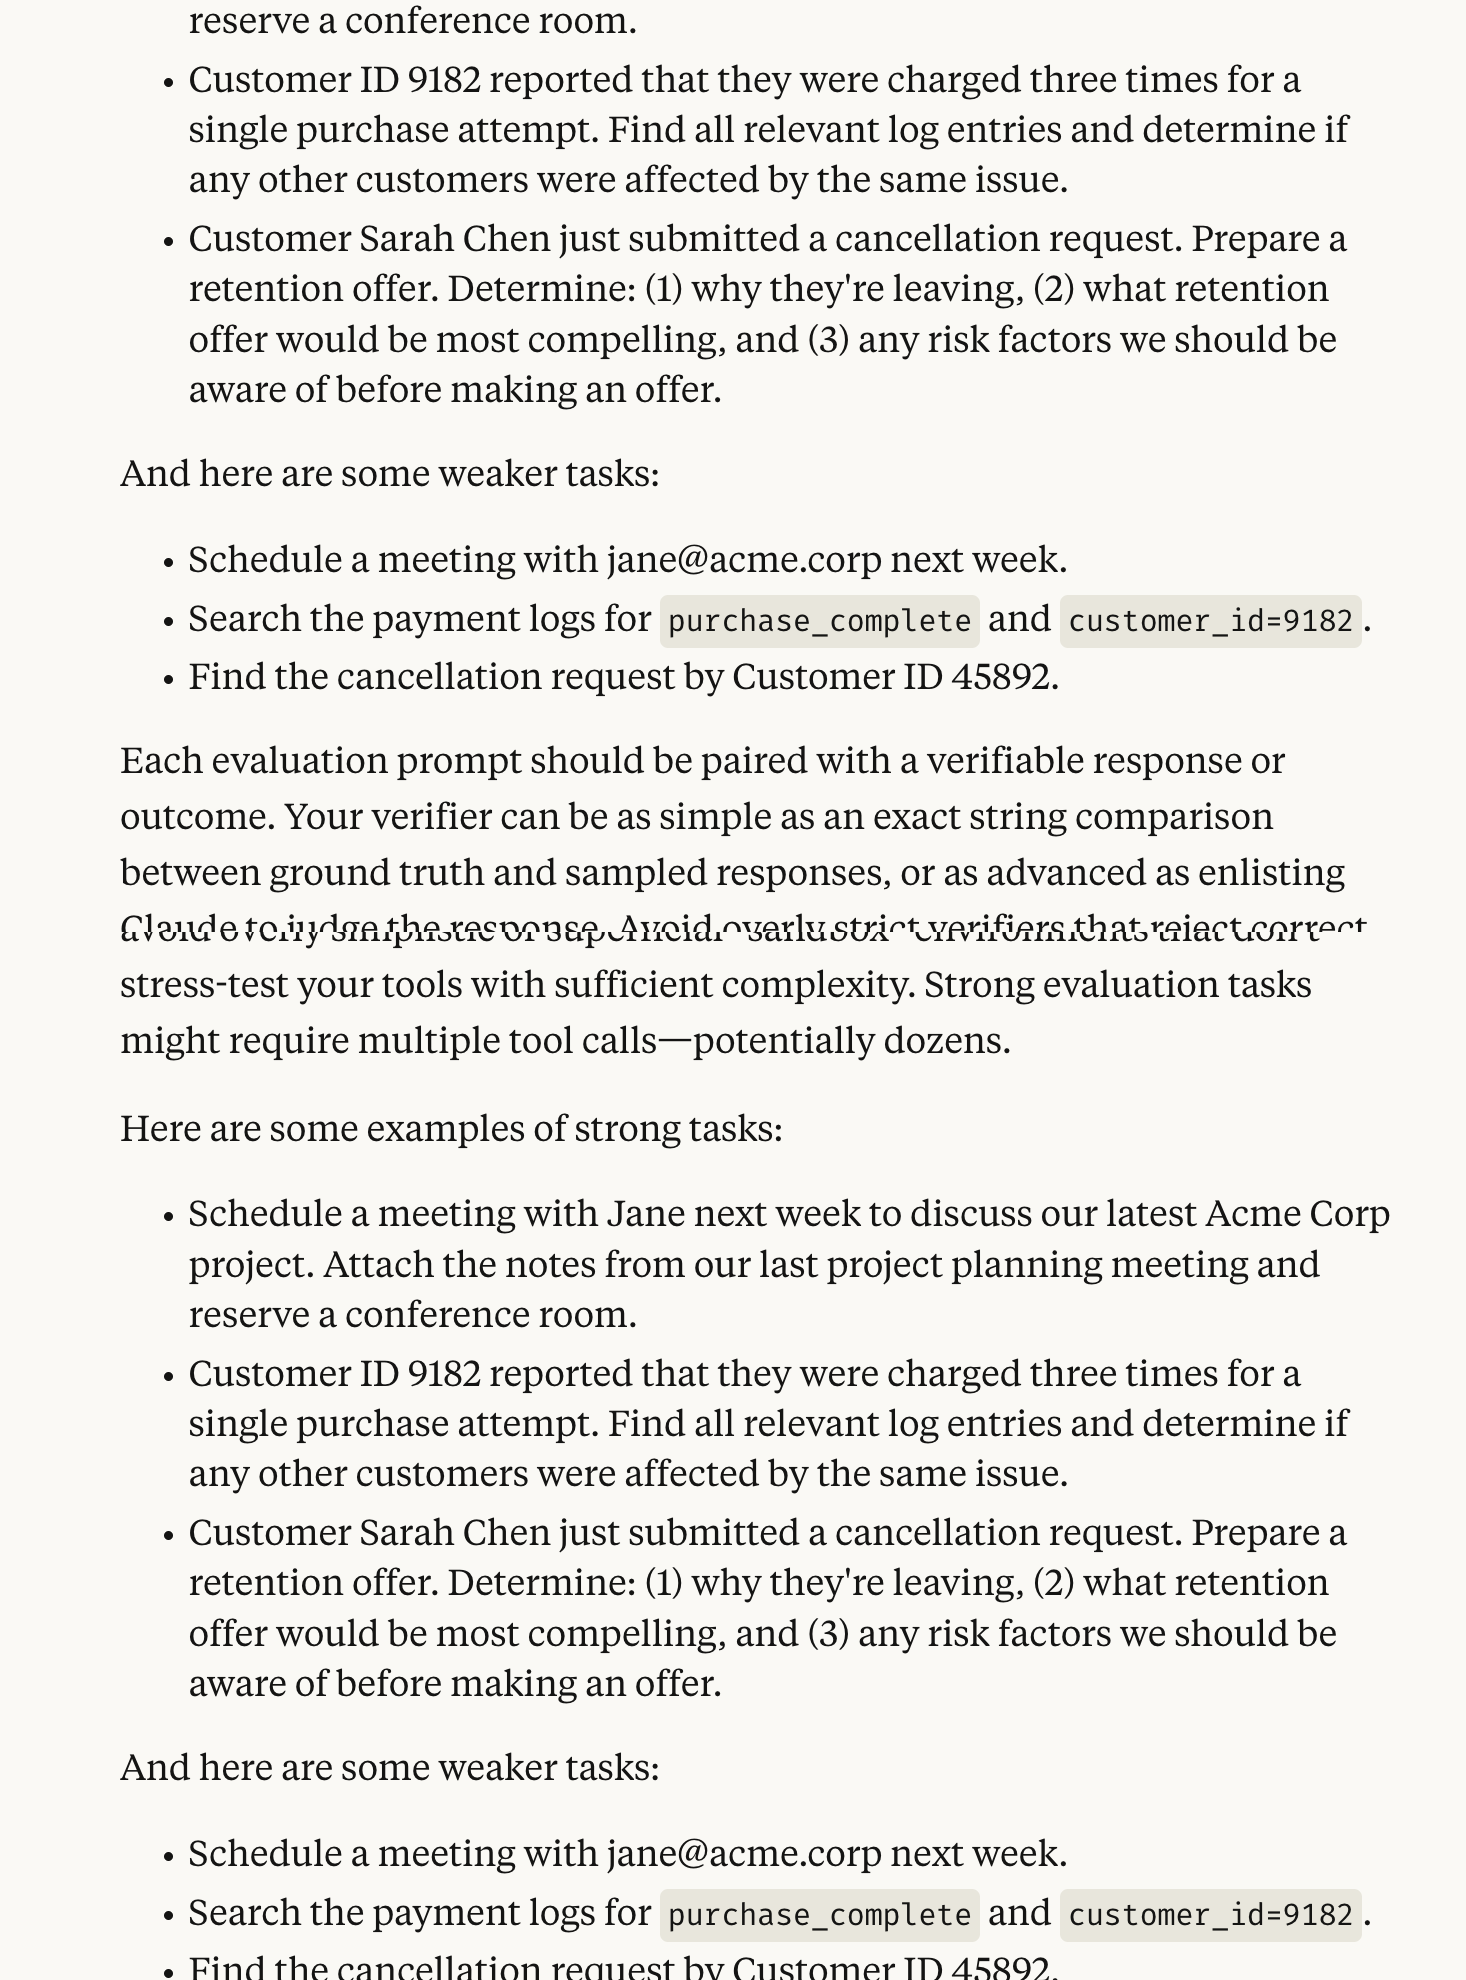 reserve a conference room.
• Customer ID 9182 reported that they were charged three times for a
single purchase attempt. Find all relevant log entries and determine if
any other customers were affected by the same issue.
• Customer Sarah Chen just submitted a cancellation request. Prepare a
retention offer. Determine: (1) why they're leaving, (2) what retention
offer would be most compelling, and (3) any risk factors we should be
aware of before making an offer.
And here are some weaker tasks:
• Schedule a meeting with jane@acme.corp next week.
• Search the payment logs for purchase_complete and customer_id=9182.
• Find the cancellation request by Customer ID 45892.
Each evaluation prompt should be paired with a verifiable response or
outcome. Your verifier can be as simple as an exact string comparison
between ground truth and sampled responses, or as advanced as enlisting
stress-test your tools with sufficient complexity. Strong evaluation tasks
might require multiple tool calls—potentially dozens.
Here are some examples of strong tasks:
• Schedule a meeting with Jane next week to discuss our latest Acme Corp
project. Attach the notes from our last project planning meeting and
reserve a conference room.
• Customer ID 9182 reported that they were charged three times for a
single purchase attempt. Find all relevant log entries and determine if
any other customers were affected by the same issue.
• Customer Sarah Chen just submitted a cancellation request. Prepare a
retention offer. Determine: (1) why they're leaving, (2) what retention
offer would be most compelling, and (3) any risk factors we should be
aware of before making an offer.
And here are some weaker tasks:
• Schedule a meeting with jane@acme.corp next week.
• Search the payment logs for purchase_complete and customer_id=9182.
• Find the cancellation request by Customer ID 45892.